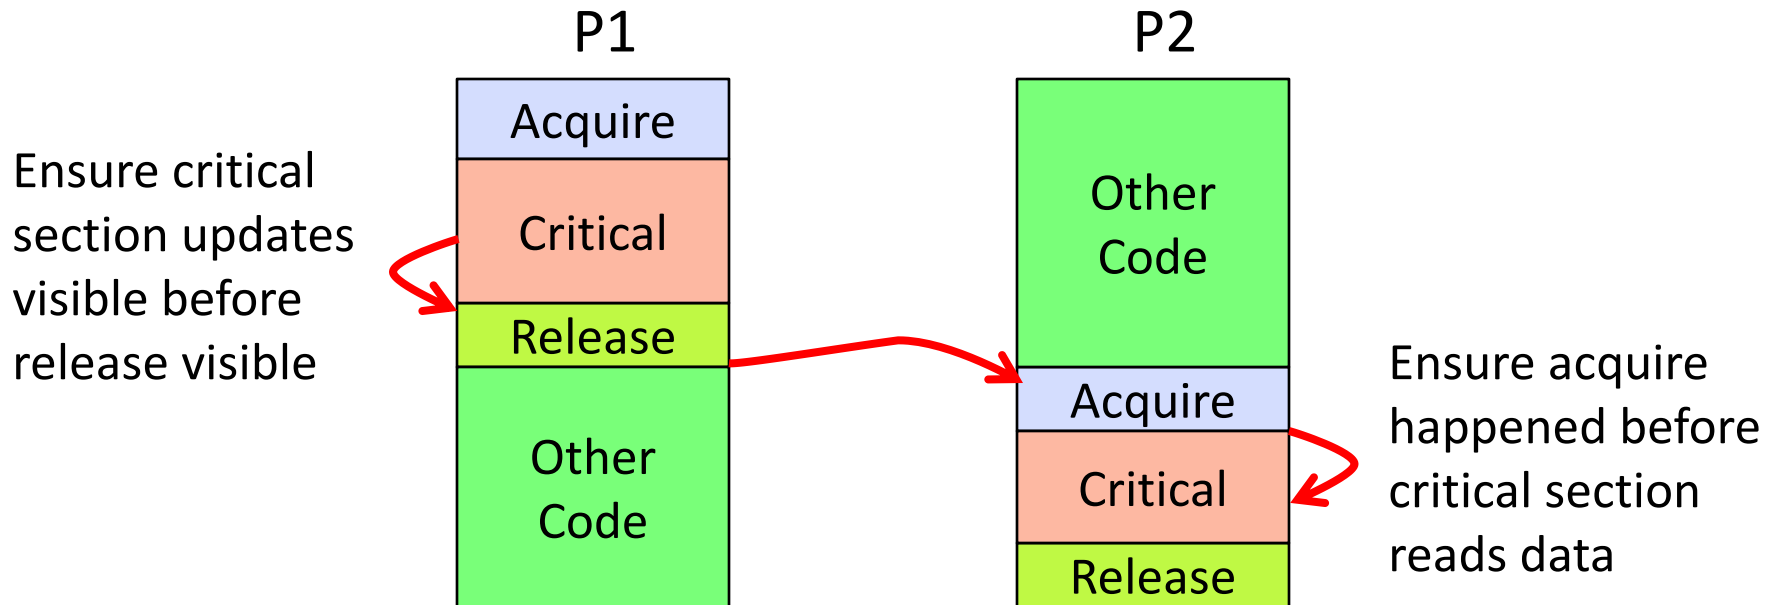 P1
P2
Ensure critical
section updates
visible before
release visible
Acquire
Critical
Release
Other
Code
Other
Code
Acquire
Critical
Release
Ensure acquire
happened before
critical section
reads data